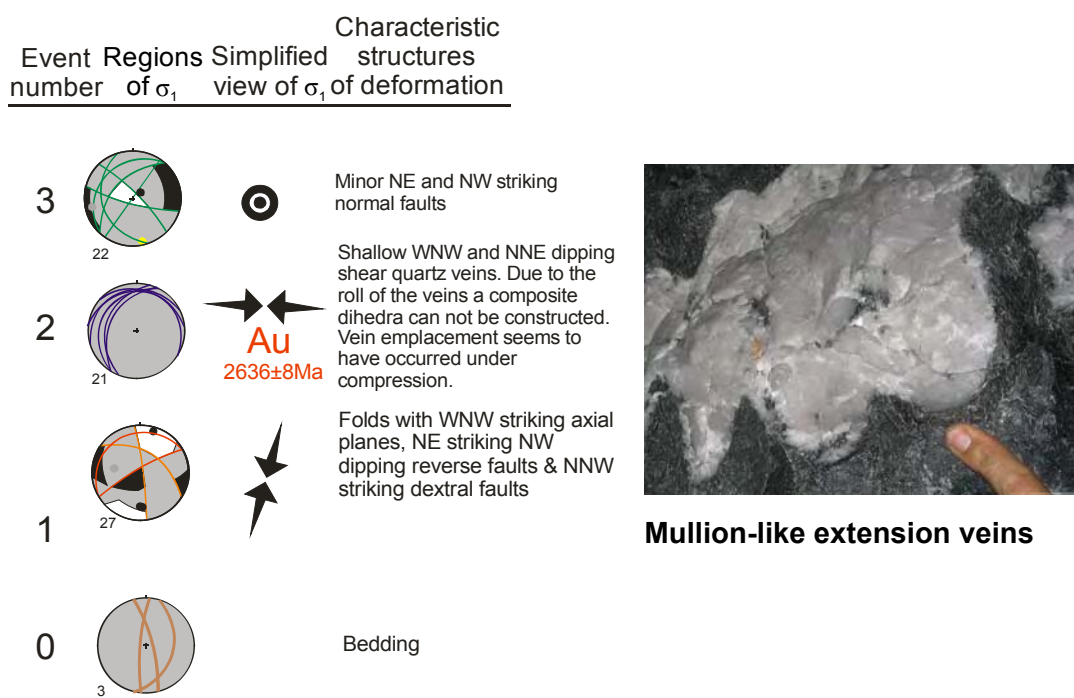 Event number
Regions of σ1
Simplified view of σ1
Characteristic structures of deformation
3
22
Minor NE and NW striking
normal faults
2
21
Au
2636±8Ma
Shallow WNW and NNE dipping
shear quartz veins. Due to the
roll of the veins a composite
dihedra can not be constructed.
Vein emplacement seems to
have occurred under
compression.
1
27
Folds with WNW striking axial
planes, NE striking NW
dipping reverse faults & NNW
striking dextral faults
0
3
Bedding
Mullion-like extension veins